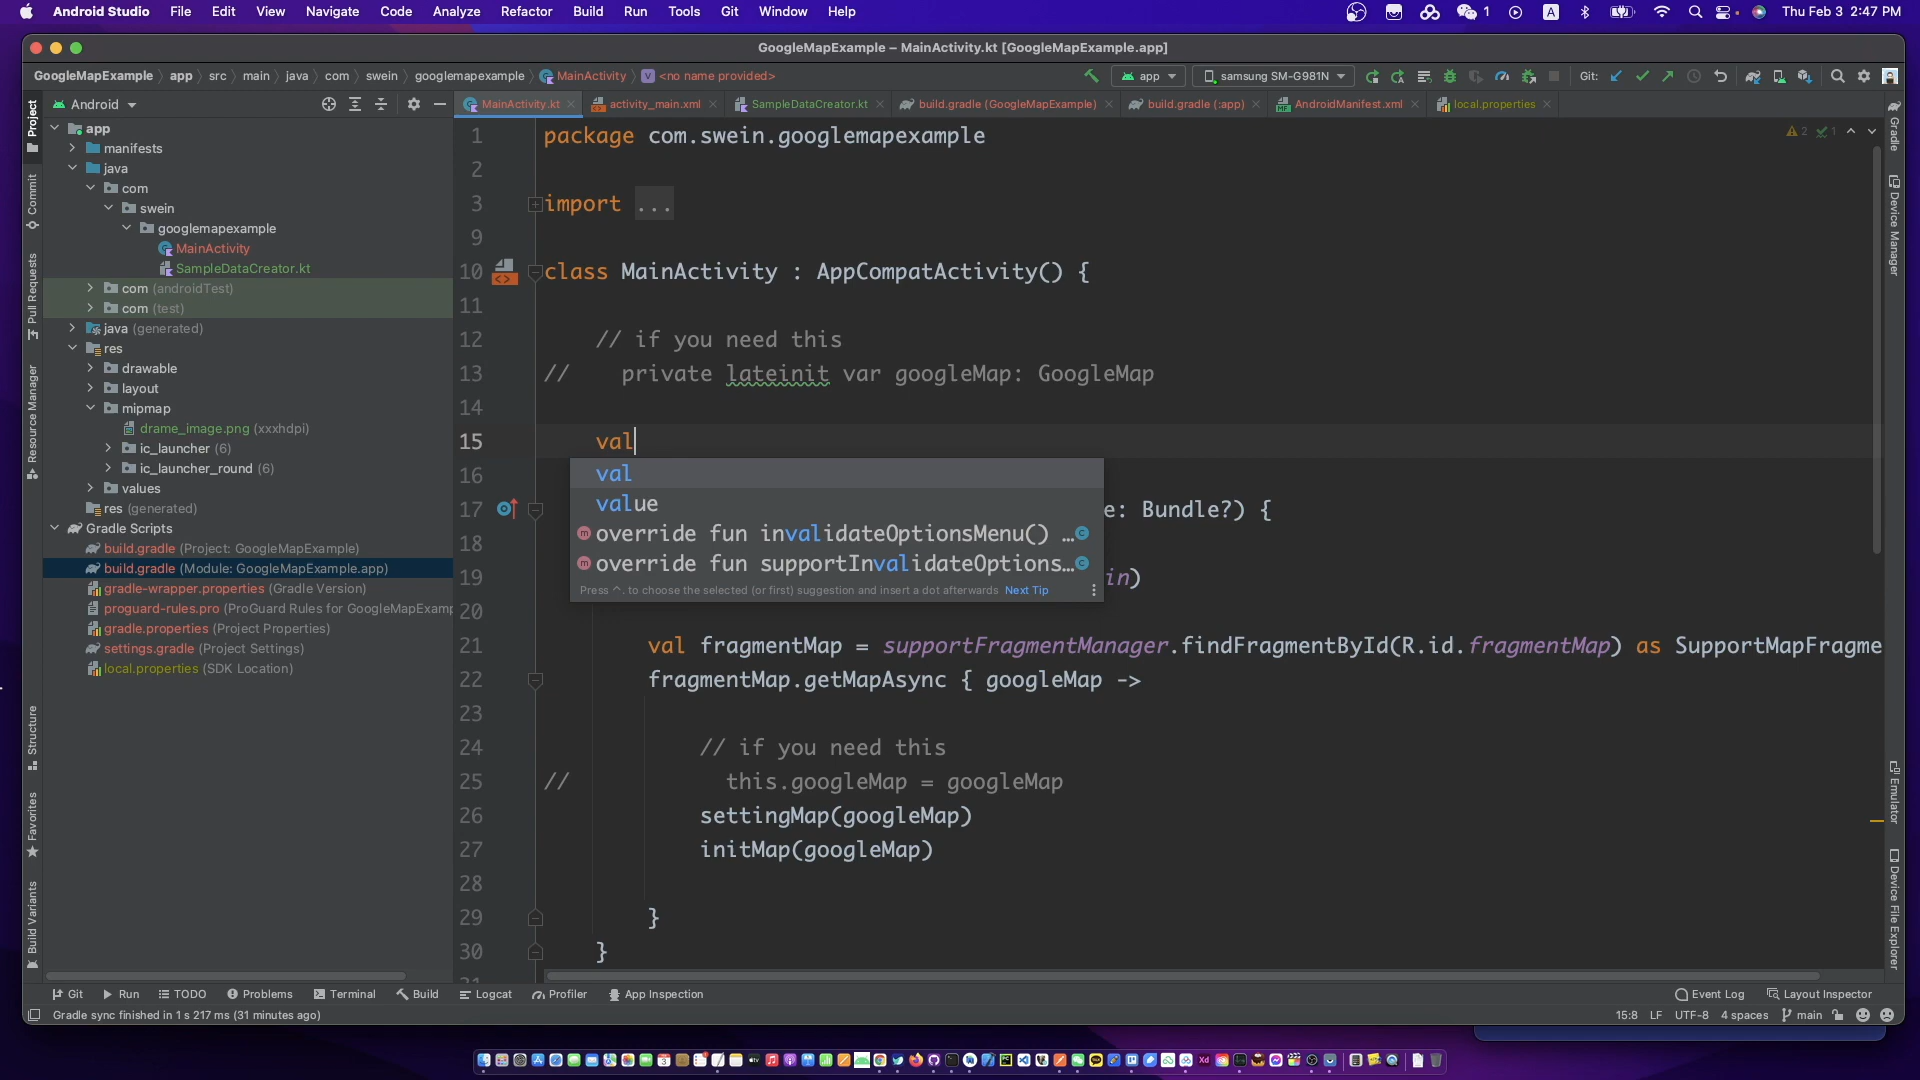 Android Studio File Edit View Navigate Code Analyze Refactor Build Run Tools Git Window Help 1 A Thu Feb 3 2:47 PM
GoogleMapExample – MainActivity.kt [GoogleMapExample.app]
GoogleMapExample app src main java com swein googlemapexample MainActivity <no name provided> app samsung SM-G981N Git:
Android
MainActivity.kt activity_main.xml SampleDataCreator.kt build.gradle (GoogleMapExample) build.gradle (:app) AndroidManifest.xml local.properties
Project
Commit
Pull Requests
Resource Manager
Structure
Favorites
Build Variants
app
manifests
java
com
swein
googlemapexample
MainActivity
SampleDataCreator.kt
com (androidTest)
com (test)
java (generated)
res
drawable
layout
mipmap
drame_image.png (xxxhdpi)
ic_launcher (6)
ic_launcher_round (6)
values
res (generated)
Gradle Scripts
build.gradle (Project: GoogleMapExample)
build.gradle (Module: GoogleMapExample.app)
gradle-wrapper.properties (Gradle Version)
proguard-rules.pro (ProGuard Rules for GoogleMapExamp
gradle.properties (Project Properties)
settings.gradle (Project Settings)
local.properties (SDK Location)
2 1
1 package com.swein.googlemapexample
2
3 import ...
9
10 class MainActivity : AppCompatActivity() {
11
12 // if you need this
13 // private lateinit var googleMap: GoogleMap
14
15 val
16
17 e: Bundle?) {
18
19 in)
20
val
value
override fun invalidateOptionsMenu() …
override fun supportInvalidateOptions…
Press ^. to choose the selected (or first) suggestion and insert a dot afterwards Next Tip
21 val fragmentMap = supportFragmentManager.findFragmentById(R.id.fragmentMap) as SupportMapFragme
22 fragmentMap.getMapAsync { googleMap ->
23
24 // if you need this
25 // this.googleMap = googleMap
26 settingMap(googleMap)
27 initMap(googleMap)
28
29 }
30 }
Gradle
Device Manager
Emulator
Device File Explorer
Git Run TODO Problems Terminal Build Logcat Profiler App Inspection Event Log Layout Inspector
Gradle sync finished in 1 s 217 ms (31 minutes ago) 15:8 LF UTF-8 4 spaces main